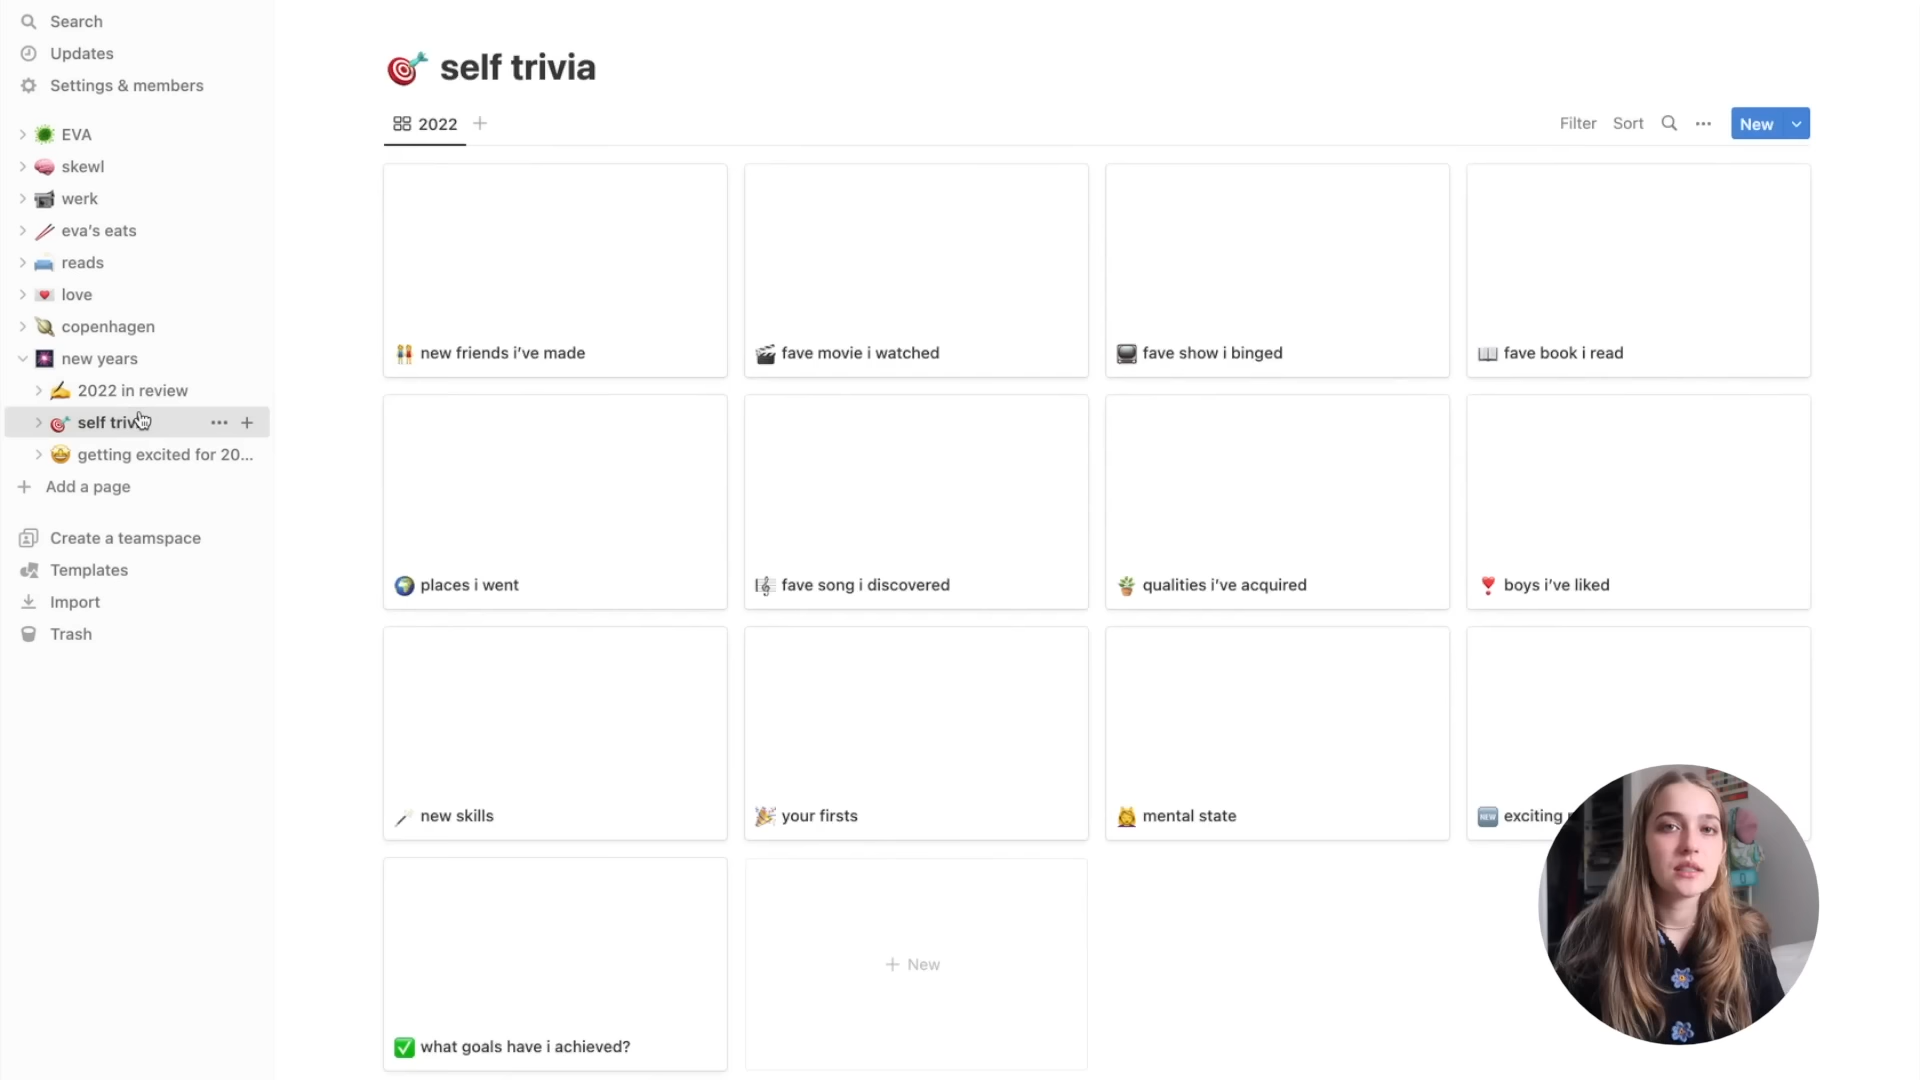 Search
Updates
Settings & members
EVA
skewl
werk
eva's eats
reads
love
copenhagen
new years
2022 in review
self
getting excited for 20...
Add a page
Create a teamspace
Templates
Import
Trash
self trivia
2022
Filter Sort New
new friends i've made
fave movie i watched
fave show i binged
fave book i read
places i went
fave song i discovered
qualities i've acquired
boys i've liked
new skills
your firsts
mental state
NEW exciting
what goals have i achieved?
New